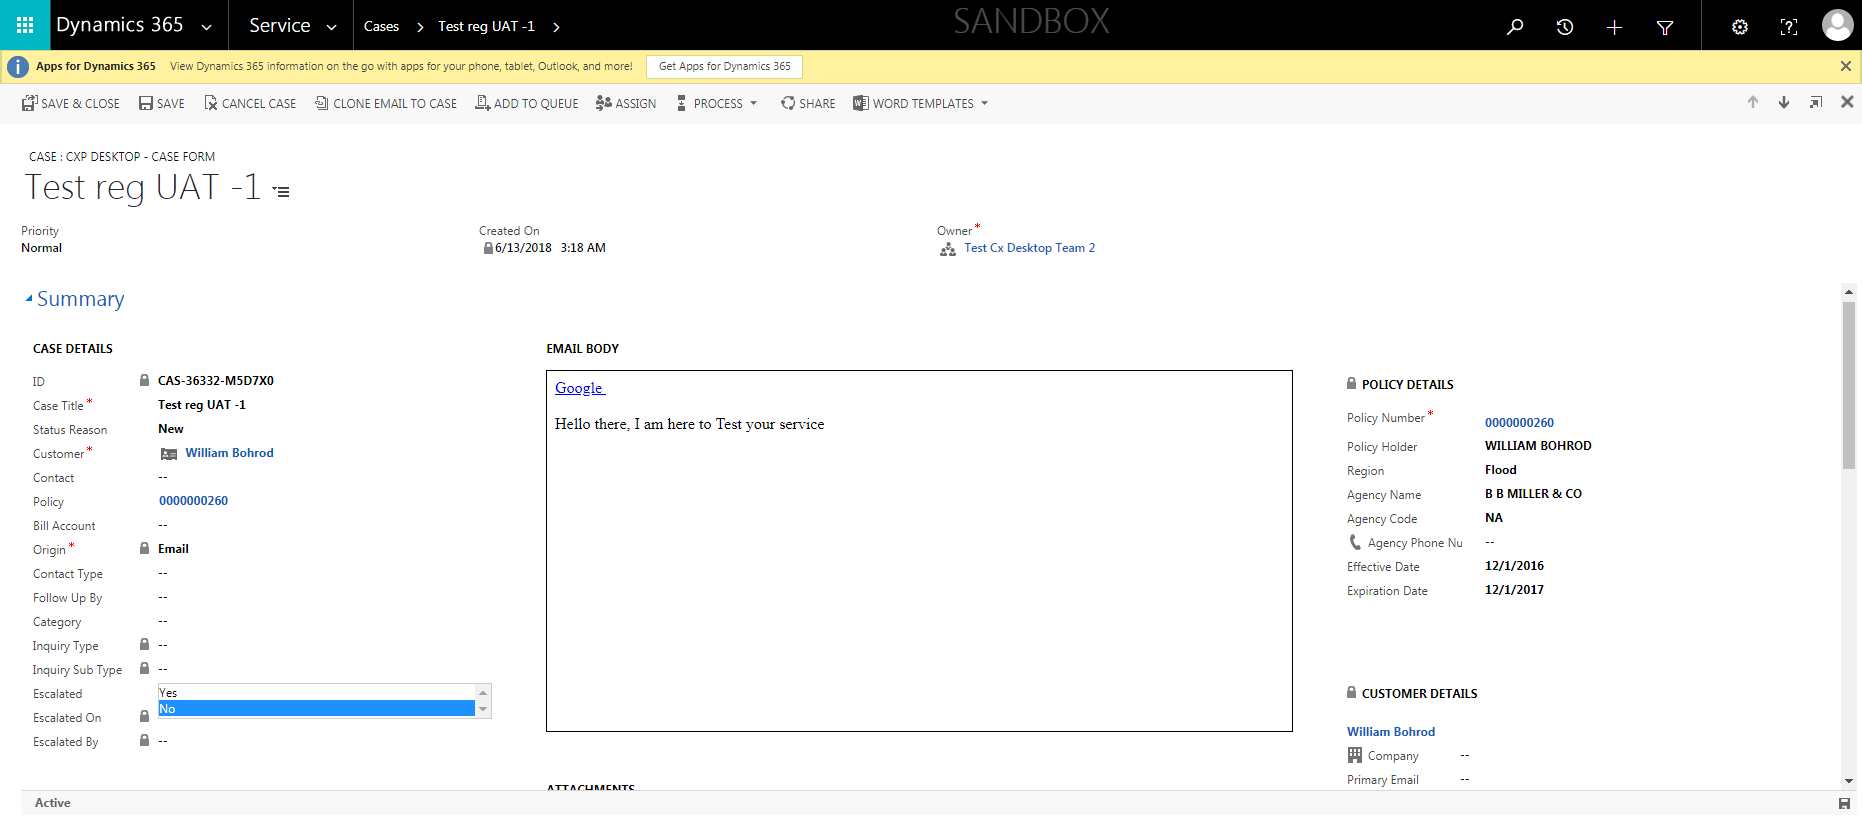 Dynamics 365 Service Cases > Test reg UAT -1 > SANDBOX
Apps for Dynamics 365 View Dynamics 365 information on the go with apps for your phone, tablet, Outlook, and more! Get Apps for Dynamics 365
SAVE & CLOSE SAVE CANCEL CASE CLONE EMAIL TO CASE ADD TO QUEUE ASSIGN PROCESS SHARE WORD TEMPLATES
CASE : CXP DESKTOP - CASE FORM
Test reg UAT -1
Priority
Normal
Created On
6/13/2018 3:18 AM
Owner*
Test Cx Desktop Team 2
Summary
CASE DETAILS
ID CAS-36332-M5D7X0
Case Title* Test reg UAT -1
Status Reason New
Customer* William Bohrod
Contact --
Policy 0000000260
Bill Account --
Origin* Email
Contact Type --
Follow Up By --
Category --
Inquiry Type --
Inquiry Sub Type --
Escalated Yes
No
Escalated On
Escalated By --
EMAIL BODY
Google
Hello there, I am here to Test your service
ATTACHMENTS
POLICY DETAILS
Policy Number* 0000000260
Policy Holder WILLIAM BOHROD
Region Flood
Agency Name B B MILLER & CO
Agency Code NA
Agency Phone Nu --
Effective Date 12/1/2016
Expiration Date 12/1/2017
CUSTOMER DETAILS
William Bohrod
Company --
Primary Email --
Active